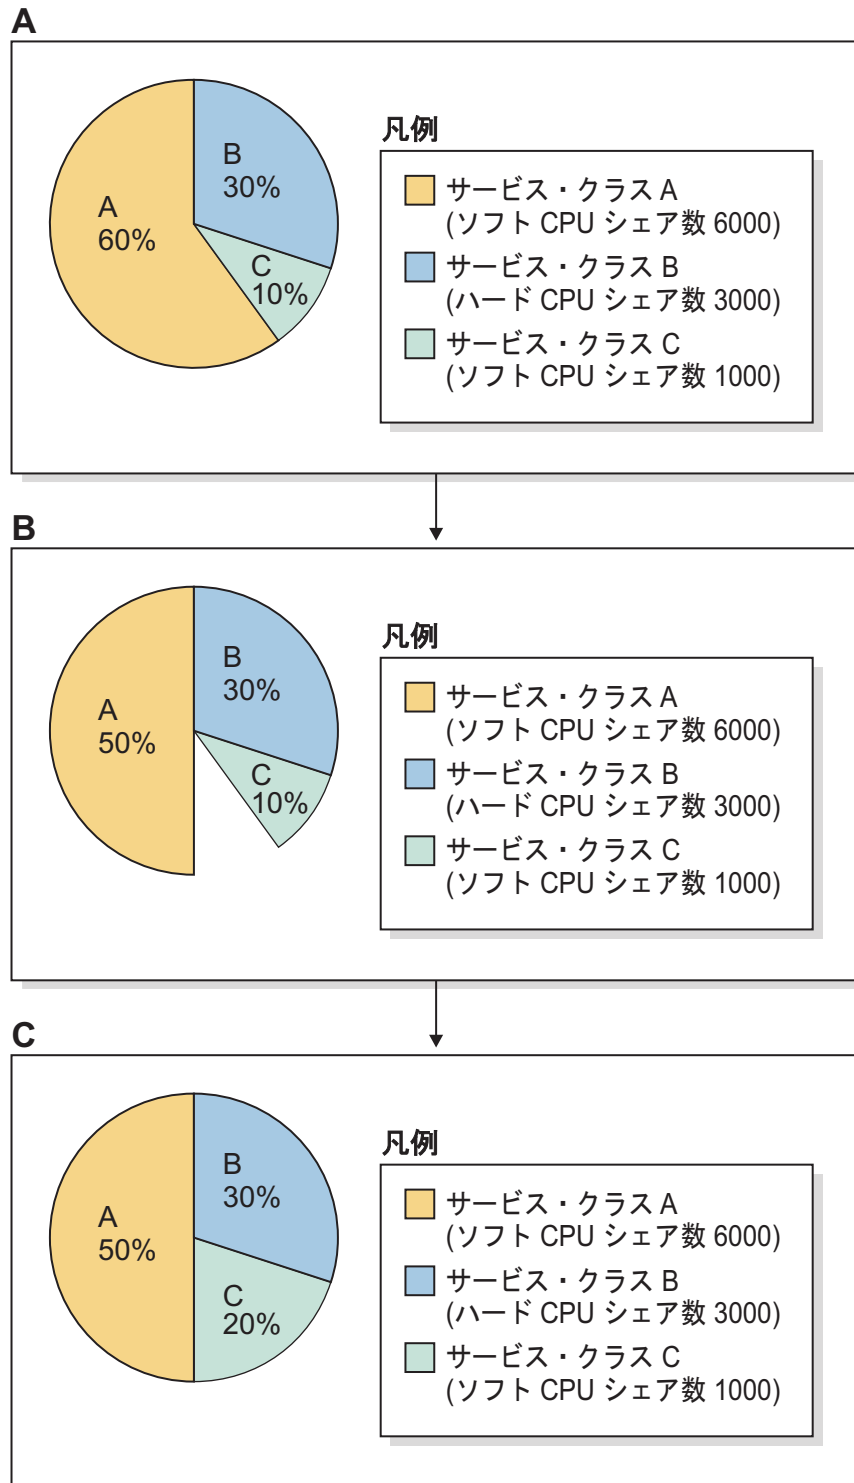 A
B
30%
A
60%
C
10%
凡例
サービス・クラス A
(ソフト CPU シェア数 6000)
サービス・クラス B
(ハード CPU シェア数 3000)
サービス・クラス C
(ソフト CPU シェア数 1000)
B
B
30%
A
50%
C
10%
凡例
サービス・クラス A
(ソフト CPU シェア数 6000)
サービス・クラス B
(ハード CPU シェア数 3000)
サービス・クラス C
(ソフト CPU シェア数 1000)
C
B
30%
A
50%
C
20%
凡例
サービス・クラス A
(ソフト CPU シェア数 6000)
サービス・クラス B
(ハード CPU シェア数 3000)
サービス・クラス C
(ソフト CPU シェア数 1000)